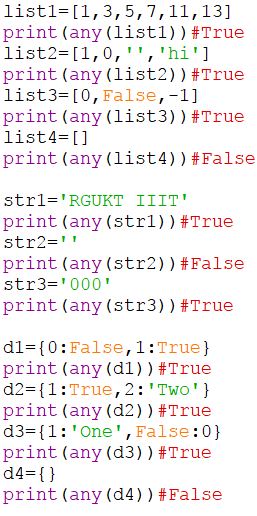 list1=[1,3,5,7,11,13]
print(any(list1))#True
list2=[1,0,'','hi']
print(any(list2))#True
list3=[0,False,-1]
print(any(list3))#True
list4=[]
print(any(list4))#False
str1='RGUKT IIIT'
print(any(str1))#True
str2=''
print(any(str2))#False
str3='000'
print(any(str3))#True
d1={0:False,1:True}
print(any(d1))#True
d2={1:True,2:'Two'}
print(any(d2))#True
d3={1:'One',False:0}
print(any(d3))#True
d4={}
print(any(d4))#False